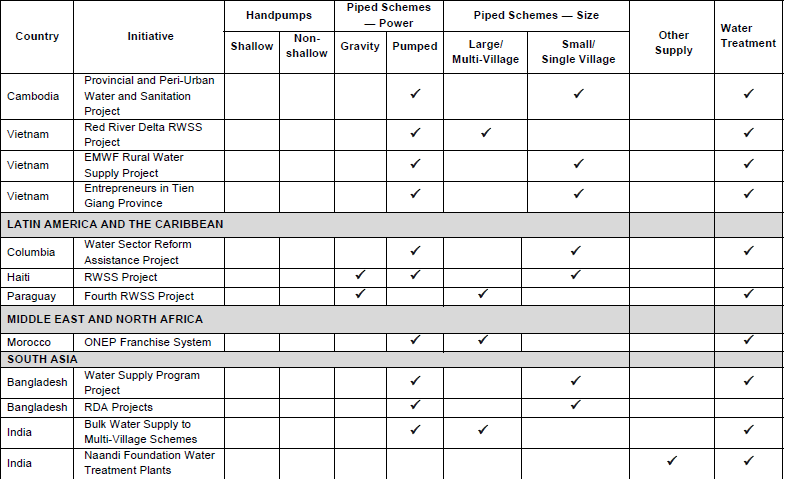 Country Initiative Handpumps Piped Schemes — Power Piped Schemes — Size Other Supply Water Treatment
Shallow Non-shallow Gravity Pumped Large/ Multi-Village Small/ Single Village
Cambodia Provincial and Peri-Urban
Water and Sanitation
Project ✓ ✓ ✓
Vietnam Red River Delta RWSS
Project ✓ ✓ ✓
Vietnam EMWF Rural Water
Supply Project ✓ ✓ ✓
Vietnam Entrepreneurs in Tien
Giang Province ✓ ✓ ✓
LATIN AMERICA AND THE CARIBBEAN
Columbia Water Sector Reform
Assistance Project ✓ ✓ ✓
Haiti RWSS Project ✓ ✓ ✓
Paraguay Fourth RWSS Project ✓ ✓ ✓
MIDDLE EAST AND NORTH AFRICA
Morocco ONEP Franchise System ✓ ✓ ✓
SOUTH ASIA
Bangladesh Water Supply Program
Project ✓ ✓ ✓
Bangladesh RDA Projects ✓ ✓
India Bulk Water Supply to
Multi-Village Schemes ✓ ✓ ✓
India Naandi Foundation Water
Treatment Plants ✓ ✓